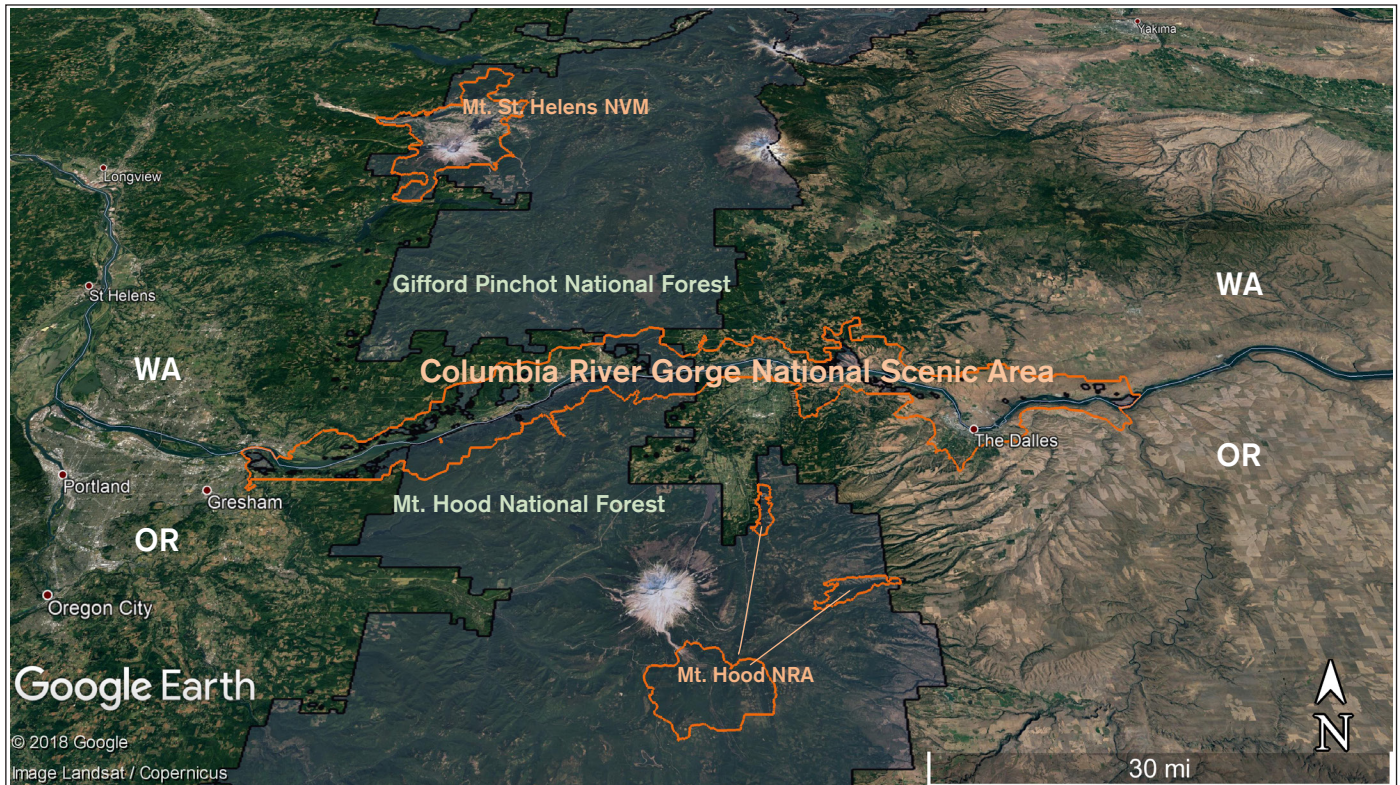 Yakima
Mt. St. Helens NVM
Longview
Gifford Pinchot National Forest
WA
St Helens
WA
Columbia River Gorge National Scenic Area
The Dalles
OR
Portland
Gresham
Mt. Hood National Forest
OR
Oregon City
Mt. Hood NRA
Google Earth
N
© 2018 Google
Image Landsat / Copernicus
30 mi